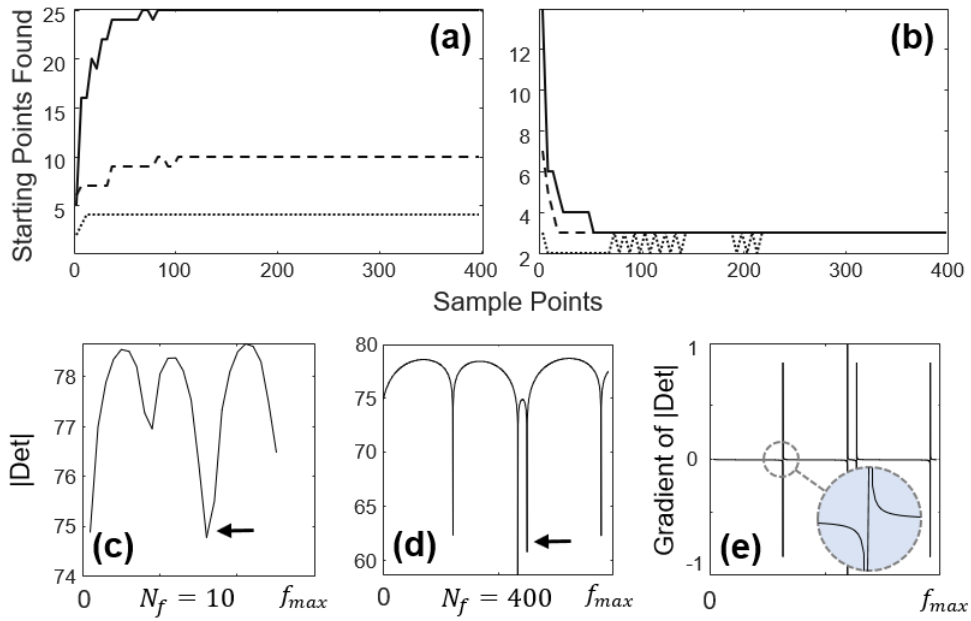 25
20
15
10
5
0
100
200
300
400
(a)
Starting Points Found
14
12
10
8
6
4
2
0
100
200
300
400
(b)
Sample Points
78
77
76
75
74
|Det|
(c)
0
N_f = 10
f_max
80
75
70
65
60
(d)
0
N_f = 400
f_max
1
0
-1
Gradient of |Det|
(e)
0
f_max